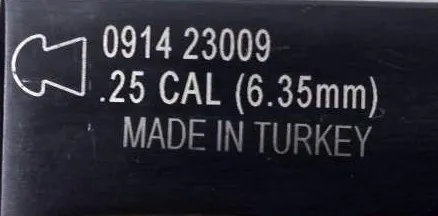 0914 23009
.25 CAL (6.35mm)
MADE IN TURKEY